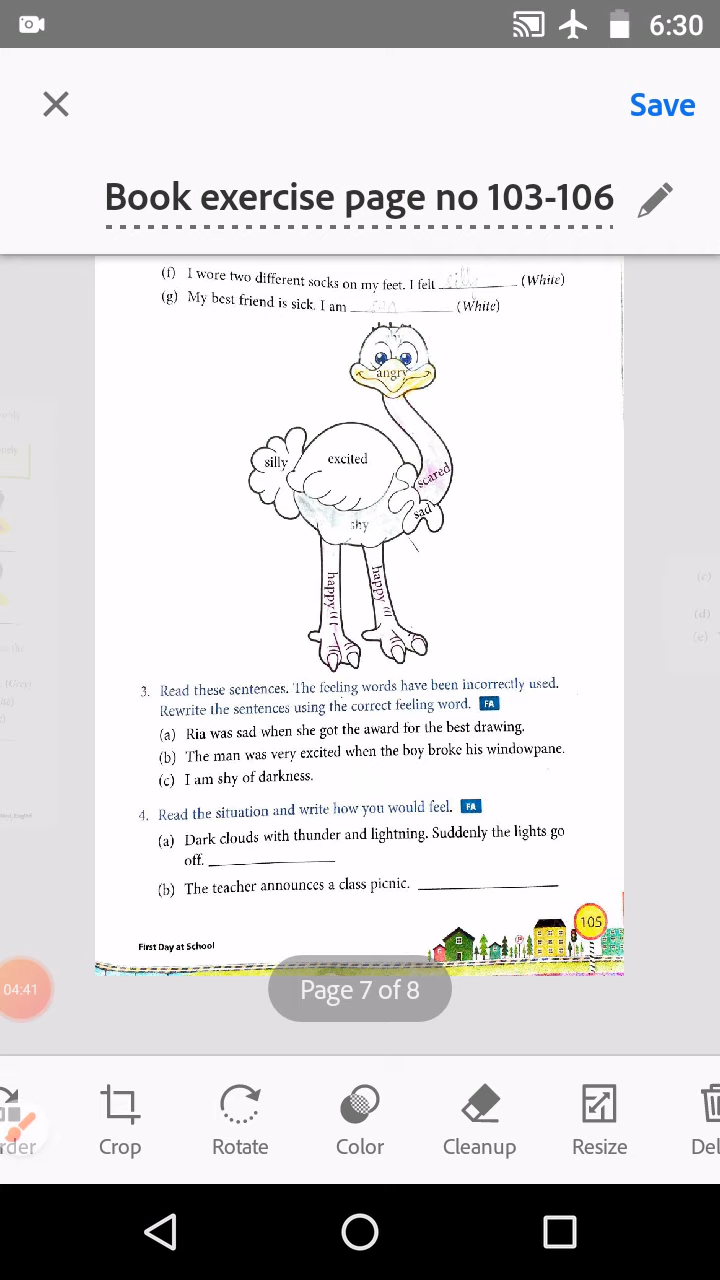 6:30
Save
Book exercise page no 103-106
(f) I wore two different socks on my feet. I felt silly (White)
(g) My best friend is sick. I am (White)
angry
silly
excited
scared
sad
shy
happy
happy
3. Read these sentences. The feeling words have been incorrectly used.
Rewrite the sentences using the correct feeling word. FA
(a) Ria was sad when she got the award for the best drawing.
(b) The man was very excited when the boy broke his windowpane.
(c) I am shy of darkness.
4. Read the situation and write how you would feel. FA
(a) Dark clouds with thunder and lightning. Suddenly the lights go
off.
(b) The teacher announces a class picnic.
105
First Day at School
04:41
Page 7 of 8
(c)
(d)
(e)
rder
Crop
Rotate
Color
Cleanup
Resize
Del